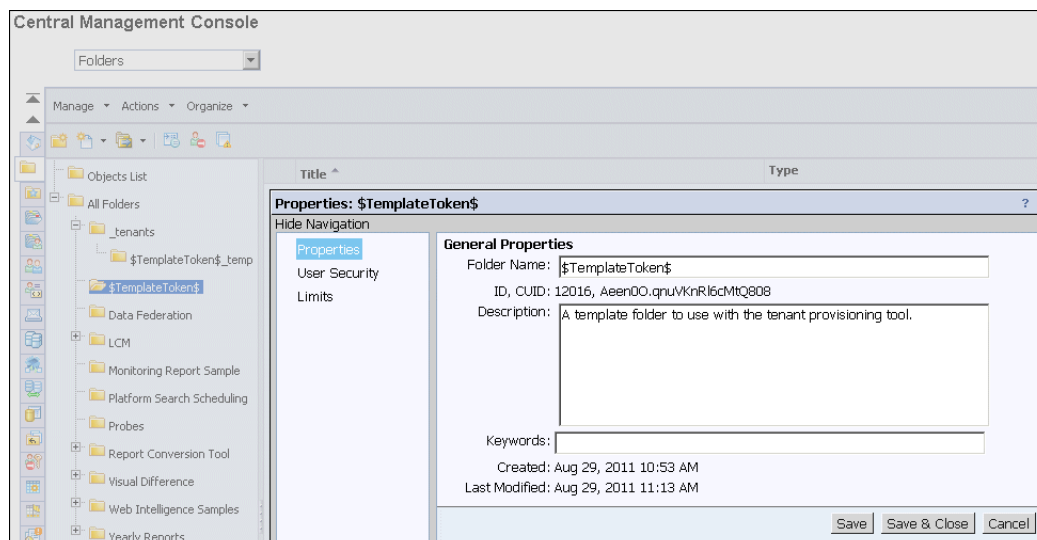 Central Management Console
Folders
Manage Actions Organize
Title Type
Objects List
All Folders
_tenants
$TemplateToken$_temp
$TemplateToken$
Data Federation
LCM
Monitoring Report Sample
Platform Search Scheduling
Probes
Report Conversion Tool
Visual Difference
Web Intelligence Samples
Yearly Reports
Properties: $TemplateToken$ ?
Hide Navigation
Properties
User Security
Limits
General Properties
Folder Name: $TemplateToken$
ID, CUID: 12016, Aeen0O.qnuVKnRl6cMtQ808
Description: A template folder to use with the tenant provisioning tool.
Keywords:
Created: Aug 29, 2011 10:53 AM
Last Modified: Aug 29, 2011 11:13 AM
Save Save & Close Cancel